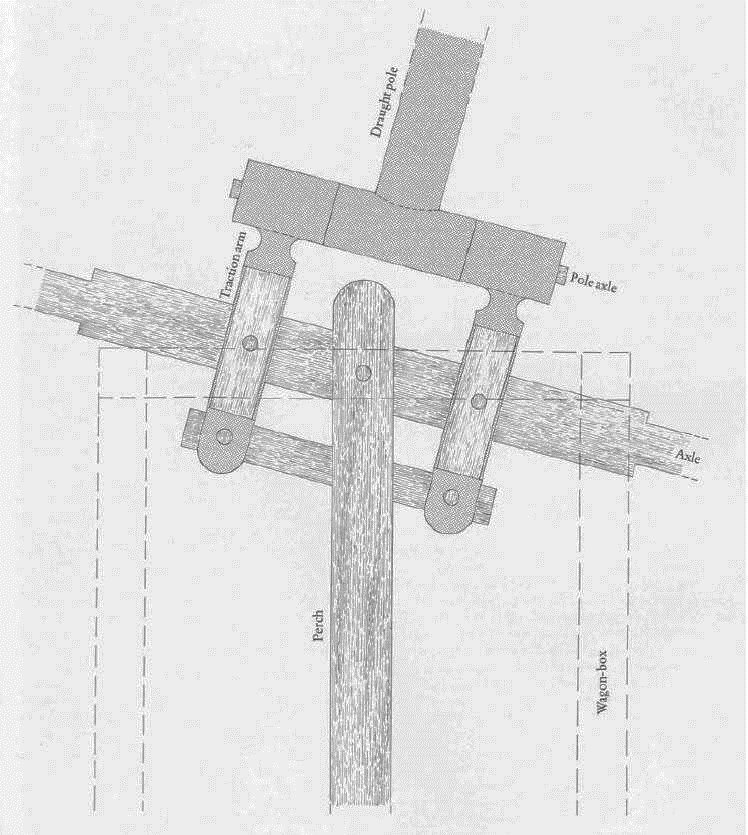 Draught pole
Traction arm
Pole axle
Axle
Perch
Wagon-box